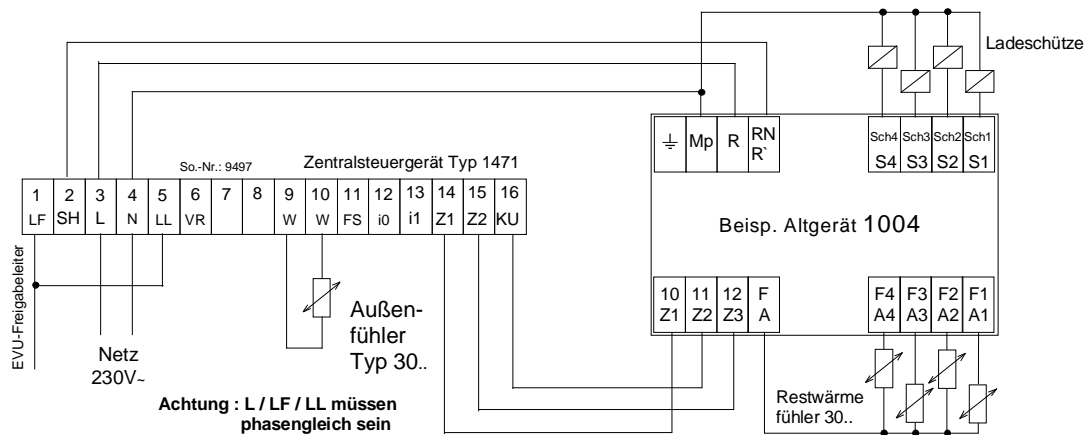 Ladeschütze
Mp R RN R`
Sch4 Sch3 Sch2 Sch1
S4 S3 S2 S1
So.-Nr.: 9497
Zentralsteuergerät Typ 1471
1 2 3 4 5 6 7 8 9 10 11 12 13 14 15 16
LF SH L N LL VR W W FS i0 i1 Z1 Z2 KU
Beisp. Altgerät 1004
10 11 12 F
Z1 Z2 Z3 A
F4 F3 F2 F1
A4 A3 A2 A1
EVU-Freigabeleiter
Netz
230V~
Außen-
fühler
Typ 30..
Restwärme
fühler 30..
Achtung : L / LF / LL müssen
phasengleich sein